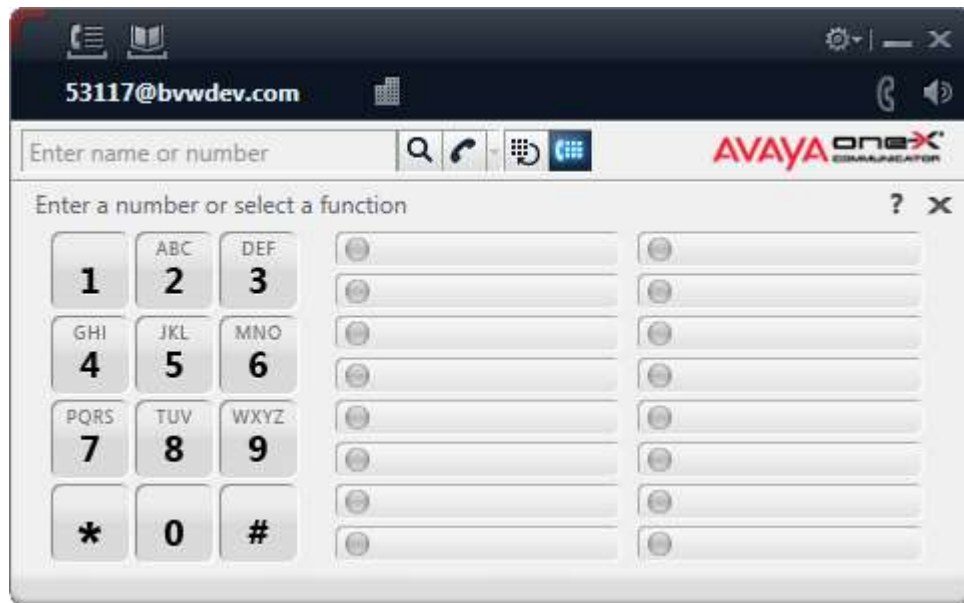 53117@bvwdev.com
Enter name or number
AVAYA one-X
COMMUNICATOR
Enter a number or select a function
?
1
ABC
2
DEF
3
GHI
4
JKL
5
MNO
6
PQRS
7
TUV
8
WXYZ
9
*
0
#